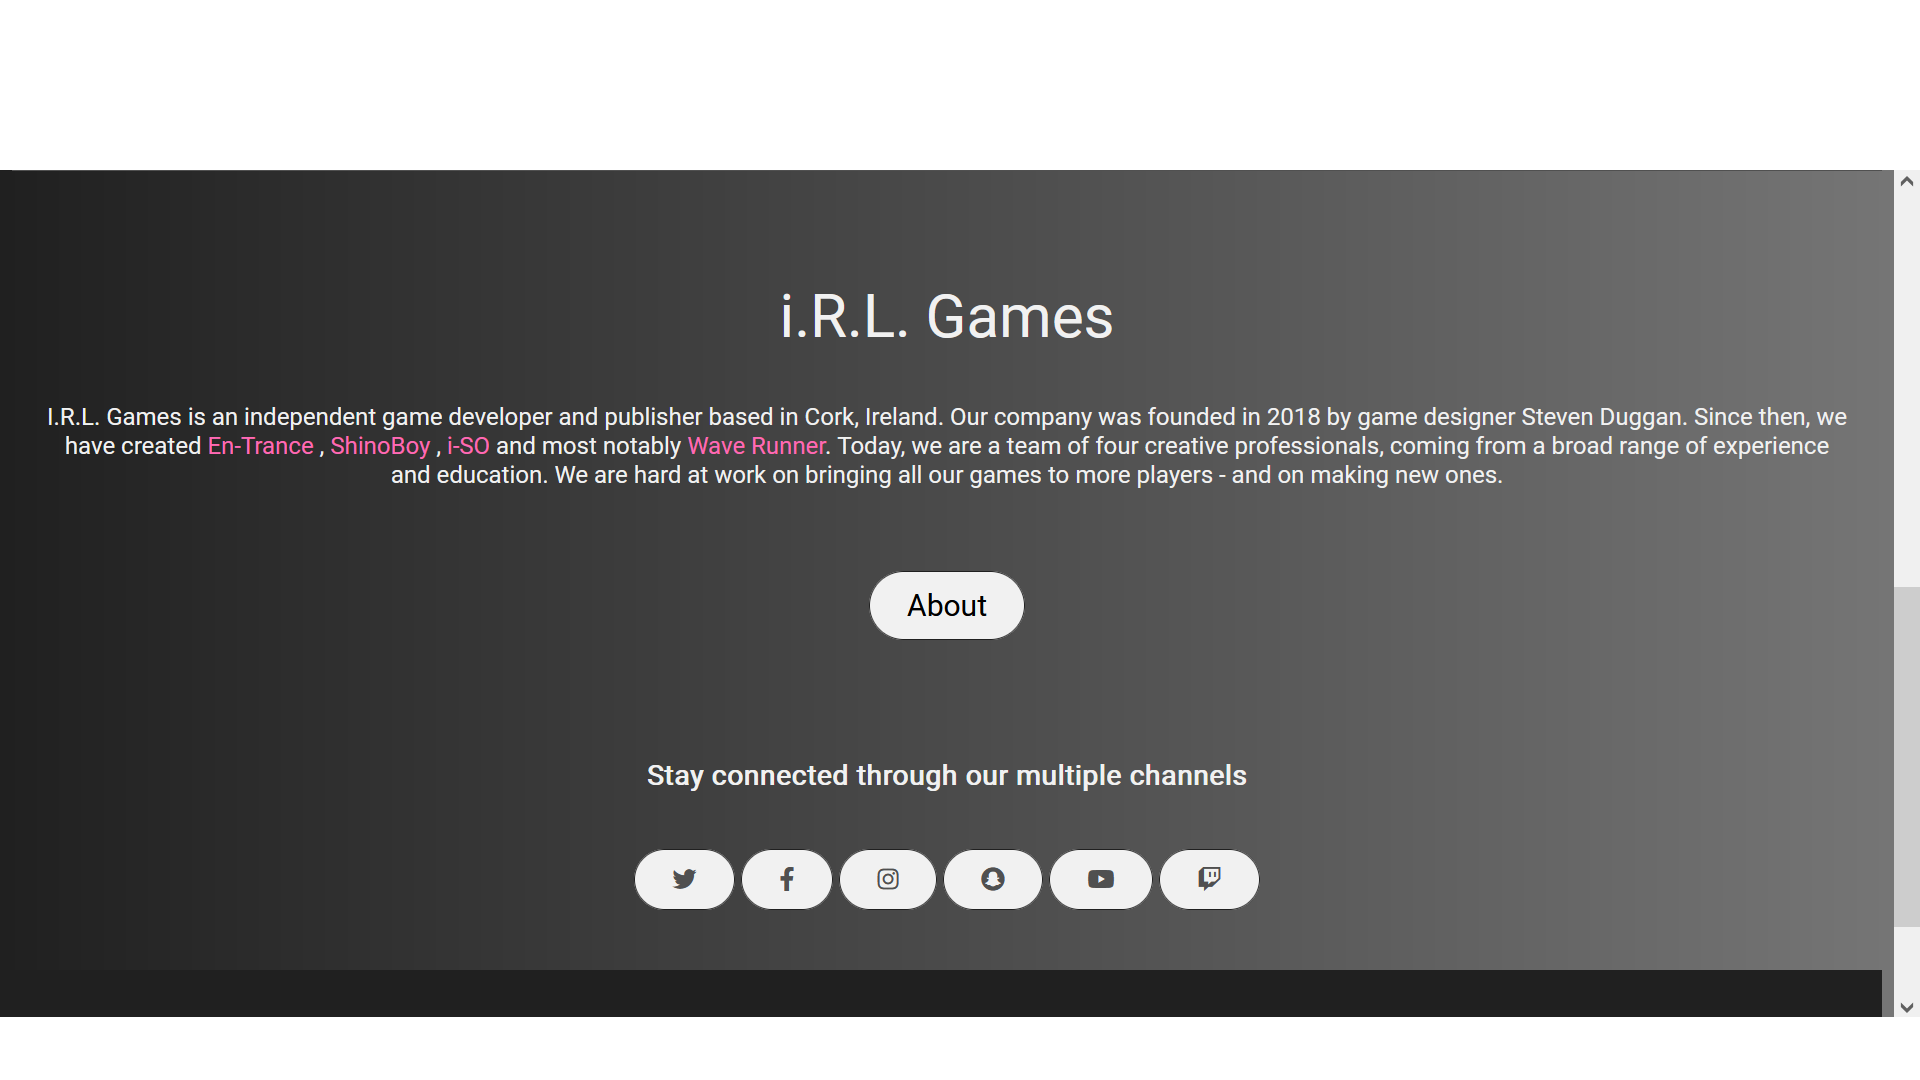 i.R.L. Games
I.R.L. Games is an independent game developer and publisher based in Cork, Ireland. Our company was founded in 2018 by game designer Steven Duggan. Since then, we
have created En-Trance , ShinoBoy , i-SO and most notably Wave Runner. Today, we are a team of four creative professionals, coming from a broad range of experience
and education. We are hard at work on bringing all our games to more players - and on making new ones.
About
Stay connected through our multiple channels